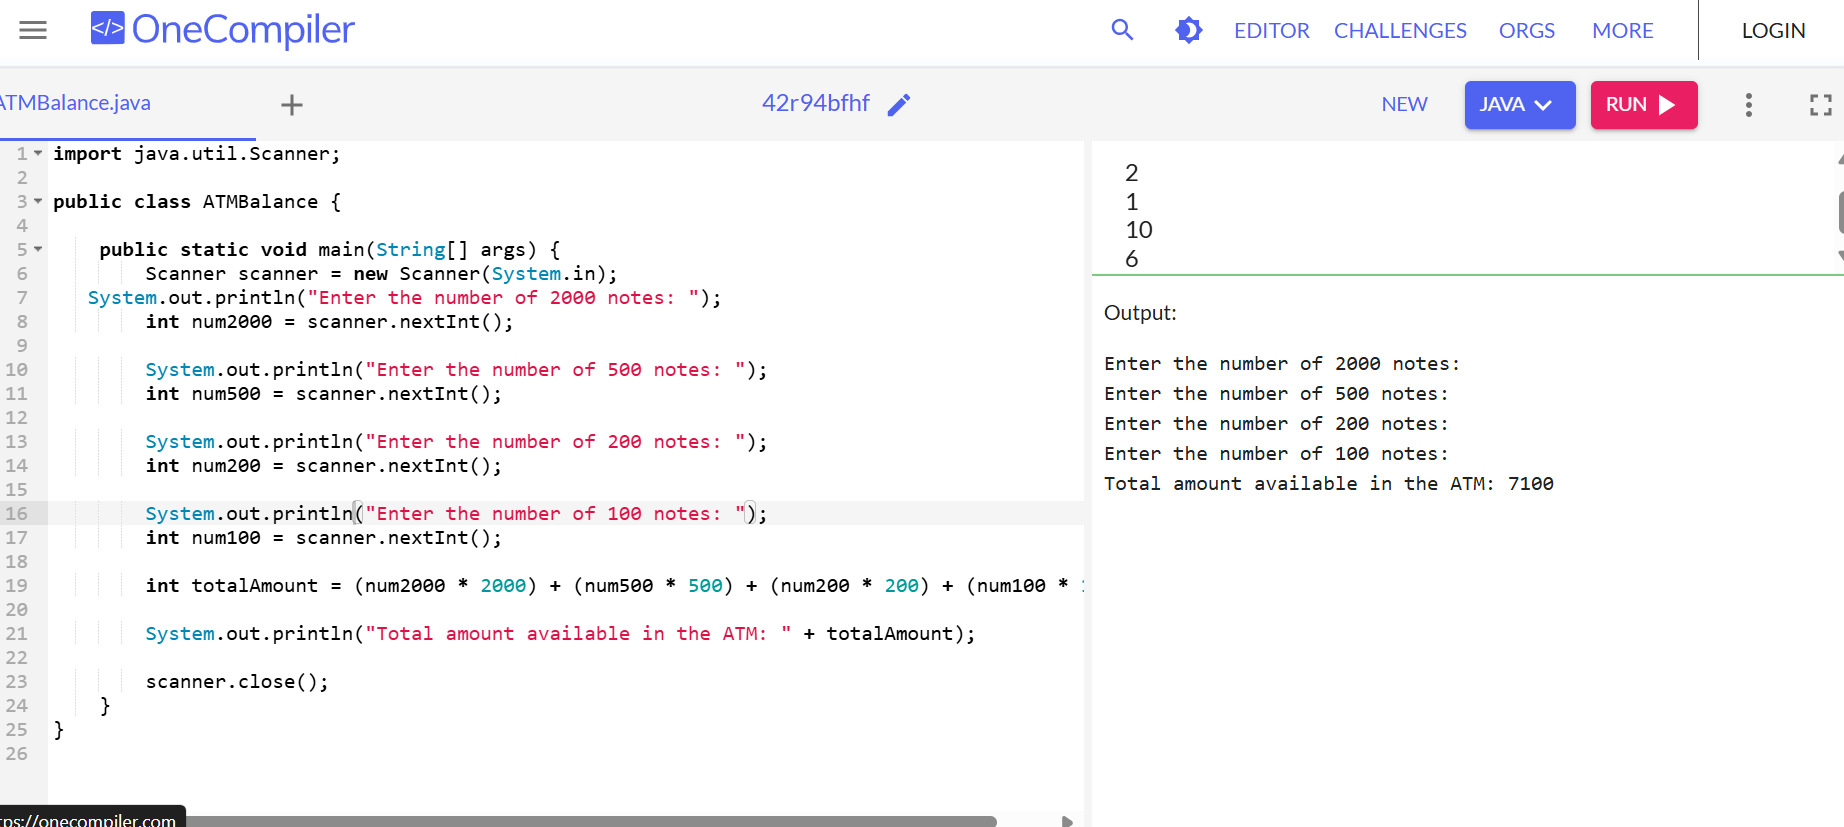 </> OneCompiler
EDITOR CHALLENGES ORGS MORE LOGIN
ATMBalance.java
42r94bfhf
NEW JAVA RUN
1 import java.util.Scanner;
2
3 public class ATMBalance {
4
5 public static void main(String[] args) {
6 Scanner scanner = new Scanner(System.in);
7 System.out.println("Enter the number of 2000 notes: ");
8 int num2000 = scanner.nextInt();
9
10 System.out.println("Enter the number of 500 notes: ");
11 int num500 = scanner.nextInt();
12
13 System.out.println("Enter the number of 200 notes: ");
14 int num200 = scanner.nextInt();
15
16 System.out.println("Enter the number of 100 notes: ");
17 int num100 = scanner.nextInt();
18
19 int totalAmount = (num2000 * 2000) + (num500 * 500) + (num200 * 200) + (num100 *
20
21 System.out.println("Total amount available in the ATM: " + totalAmount);
22
23 scanner.close();
24 }
25 }
26
2
1
10
6
Output:
Enter the number of 2000 notes:
Enter the number of 500 notes:
Enter the number of 200 notes:
Enter the number of 100 notes:
Total amount available in the ATM: 7100
ps://onecompiler.com